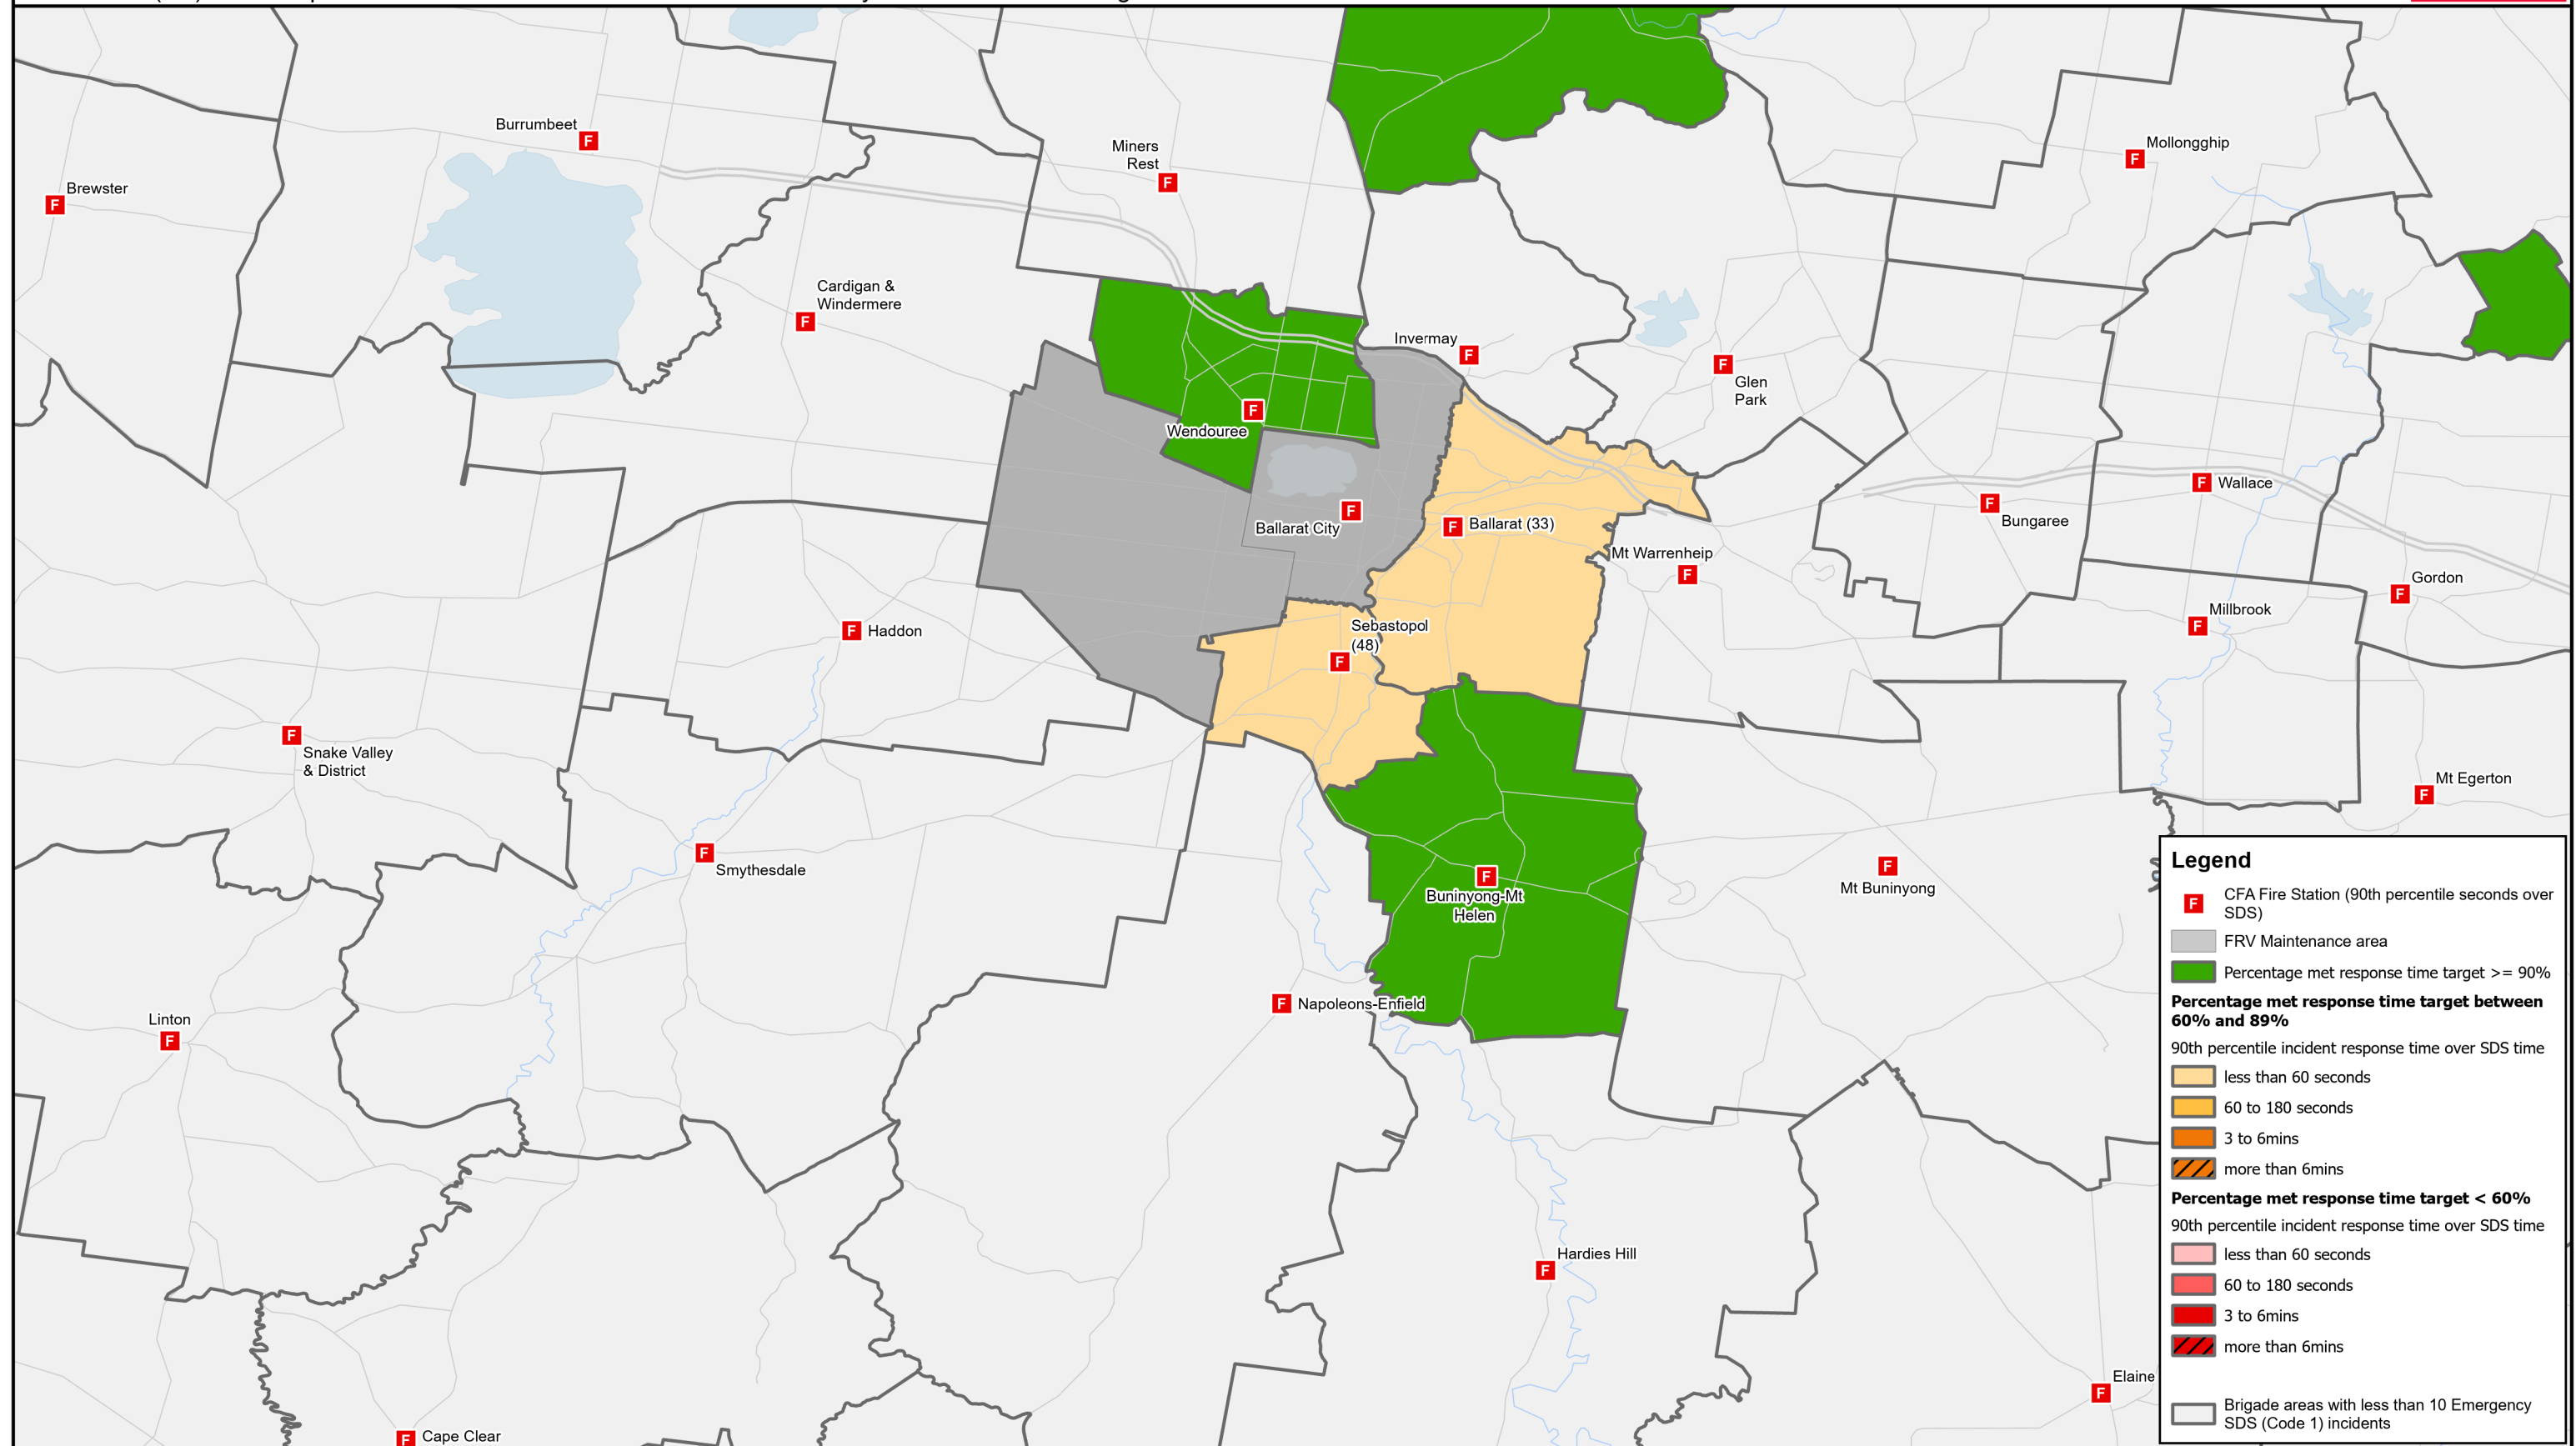 Burrumbeet
Brewster
Miners
Rest
Mollongghip
Cardigan &
Windermere
Invermay
Glen
Park
Wendouree
Ballarat City
Ballarat (33)
Mt Warrenheip
Bungaree
Wallace
Gordon
Millbrook
Haddon
Sebastopol
(48)
Snake Valley
& District
Mt Egerton
Smythesdale
Buninyong-Mt
Helen
Mt Buninyong
Napoleons-Enfield
Linton
Hardies Hill
Elaine
Cape Clear
Legend
F CFA Fire Station (90th percentile seconds over
SDS)
FRV Maintenance area
Percentage met response time target >= 90%
Percentage met response time target between
60% and 89%
90th percentile incident response time over SDS time
less than 60 seconds
60 to 180 seconds
3 to 6mins
more than 6mins
Percentage met response time target < 60%
90th percentile incident response time over SDS time
less than 60 seconds
60 to 180 seconds
3 to 6mins
more than 6mins
Brigade areas with less than 10 Emergency
SDS (Code 1) incidents